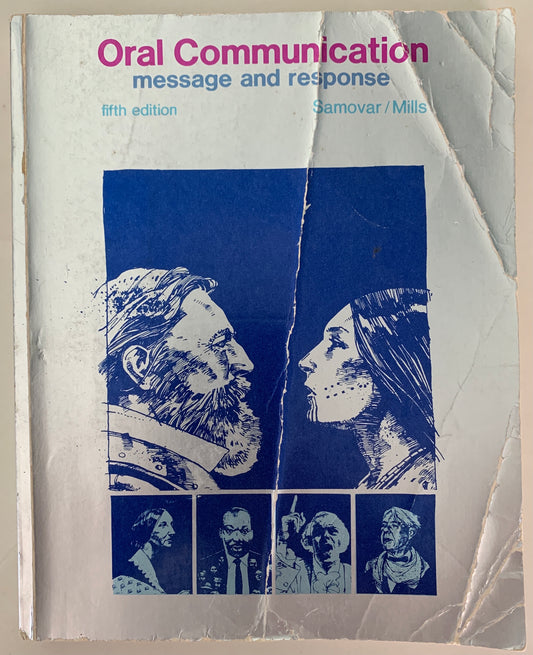 Oral Communication
message and response
fifth edition
Samovar/Mills